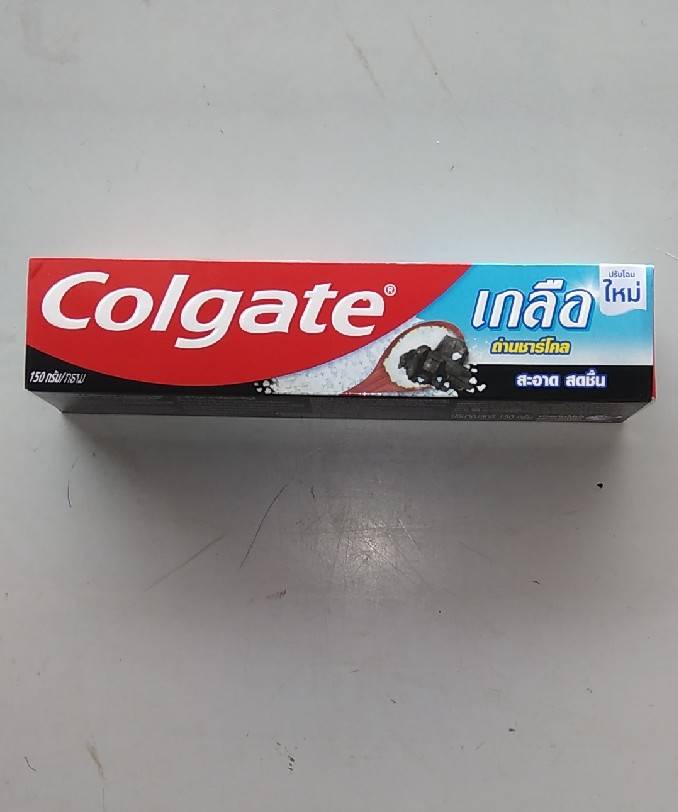 Colgate®
เกลือ
ปรับโฉม
ใหม่
ถ่านชาร์โคล
สะอาด สดชื่น
150 กรัม/กราม